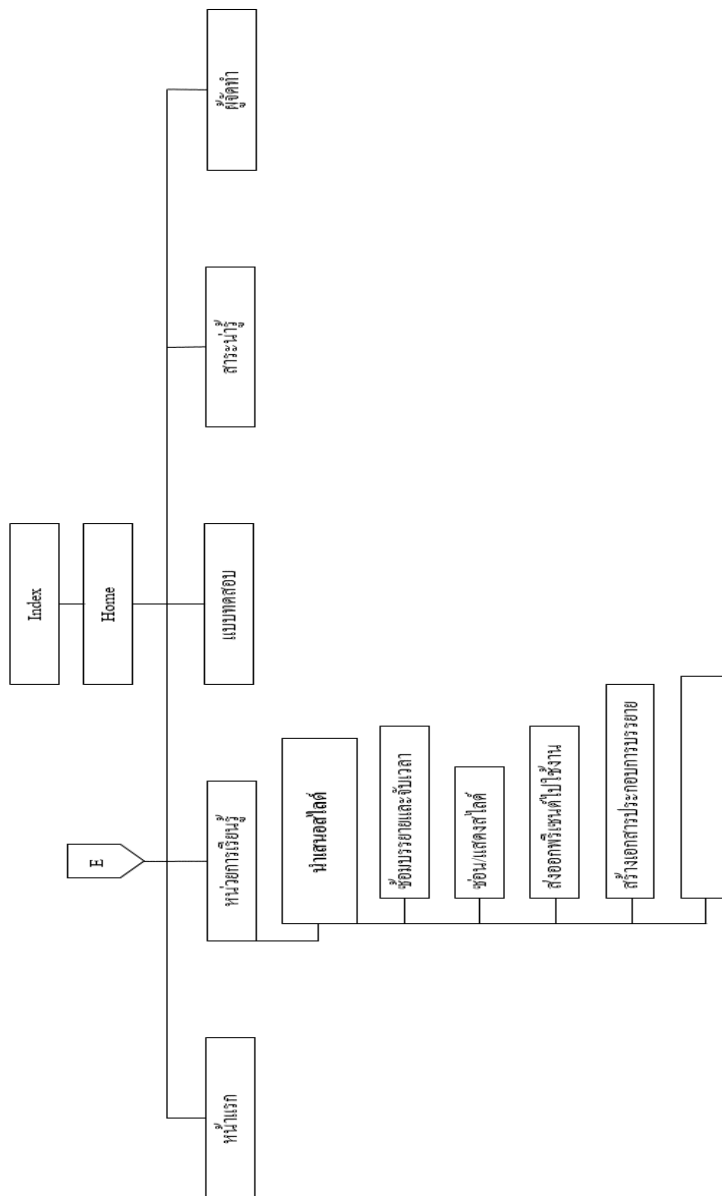 Index
Home
E
หน้าแรก
หน่วยการเรียนรู้
แบบทดสอบ
สาระน่ารู้
ผู้จัดทำ
นำเสนอสไลด์
ซ้อมบรรยายและจับเวลา
ซ่อน/แสดงสไลด์
ส่งออกพรีเซนต์ไปใช้งาน
สร้างเอกสารประกอบการบรรยาย